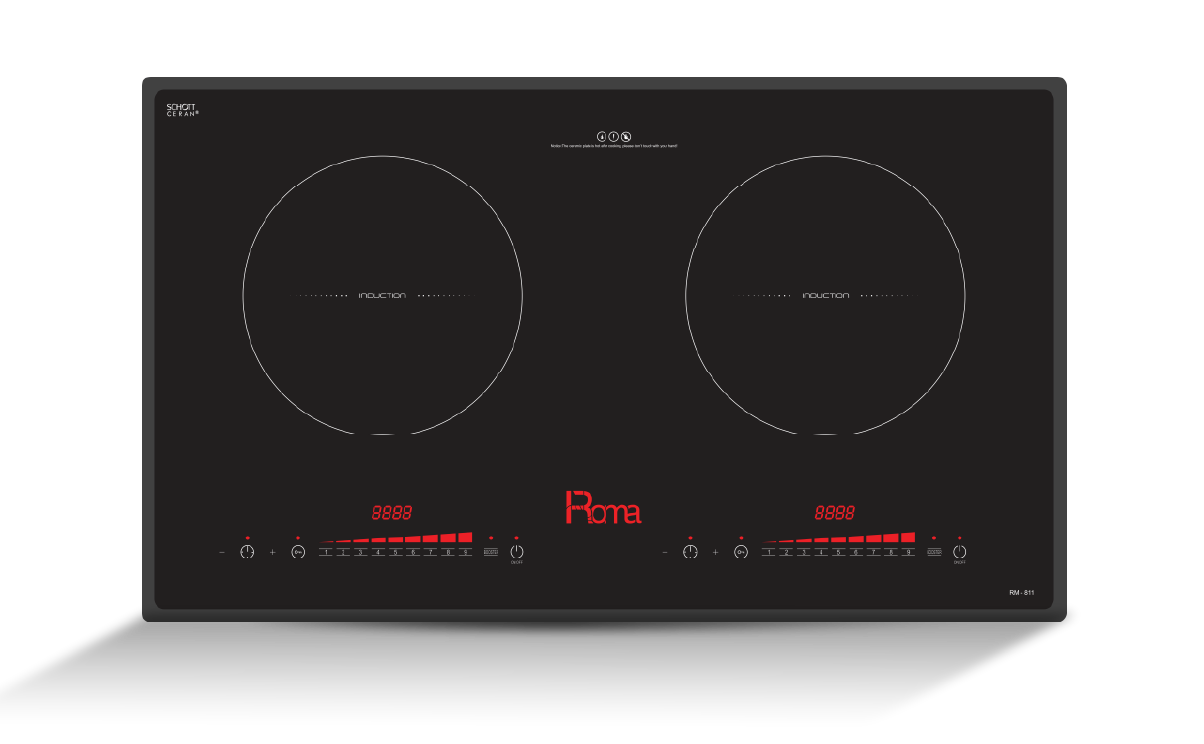 SCHOTT
CERAN®
Notes:The ceramic plate is hot after cooking, please don't touch with you hand!
INDUCTION
INDUCTION
8888
Roma
8888
− + 1 2 3 4 5 6 7 8 9
ON/OFF
− + 1 2 3 4 5 6 7 8 9
ON/OFF
RM - 811